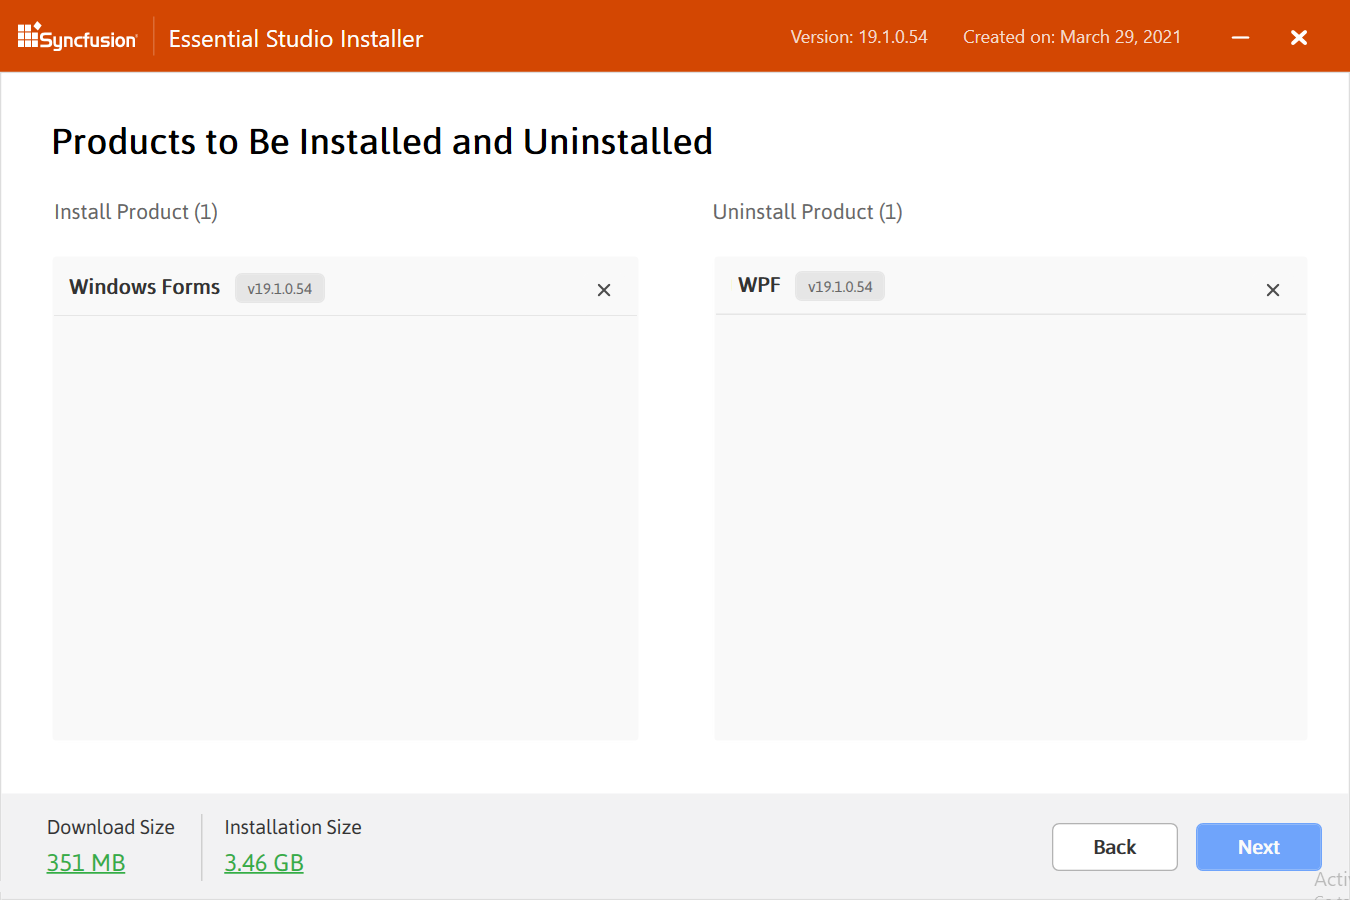 Syncfusion
Essential Studio Installer
Version: 19.1.0.54
Created on: March 29, 2021
Products to Be Installed and Uninstalled
Install Product (1)
Uninstall Product (1)
Windows Forms
v19.1.0.54
WPF
v19.1.0.54
Download Size
351 MB
Installation Size
3.46 GB
Back
Next
Acti